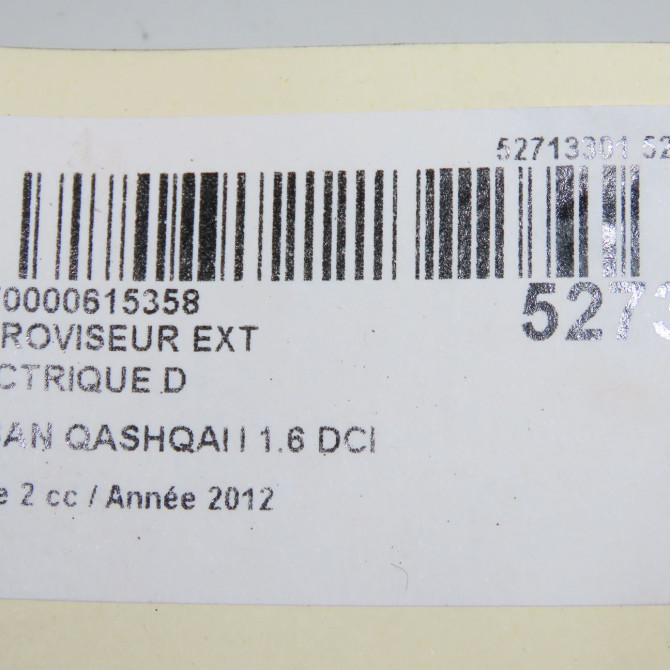 52713301 52
70000615358
5273
ROVISEUR EXT
CTRIQUE D
AN QASHQAI I 1.6 DCI
e 2 cc / Année 2012